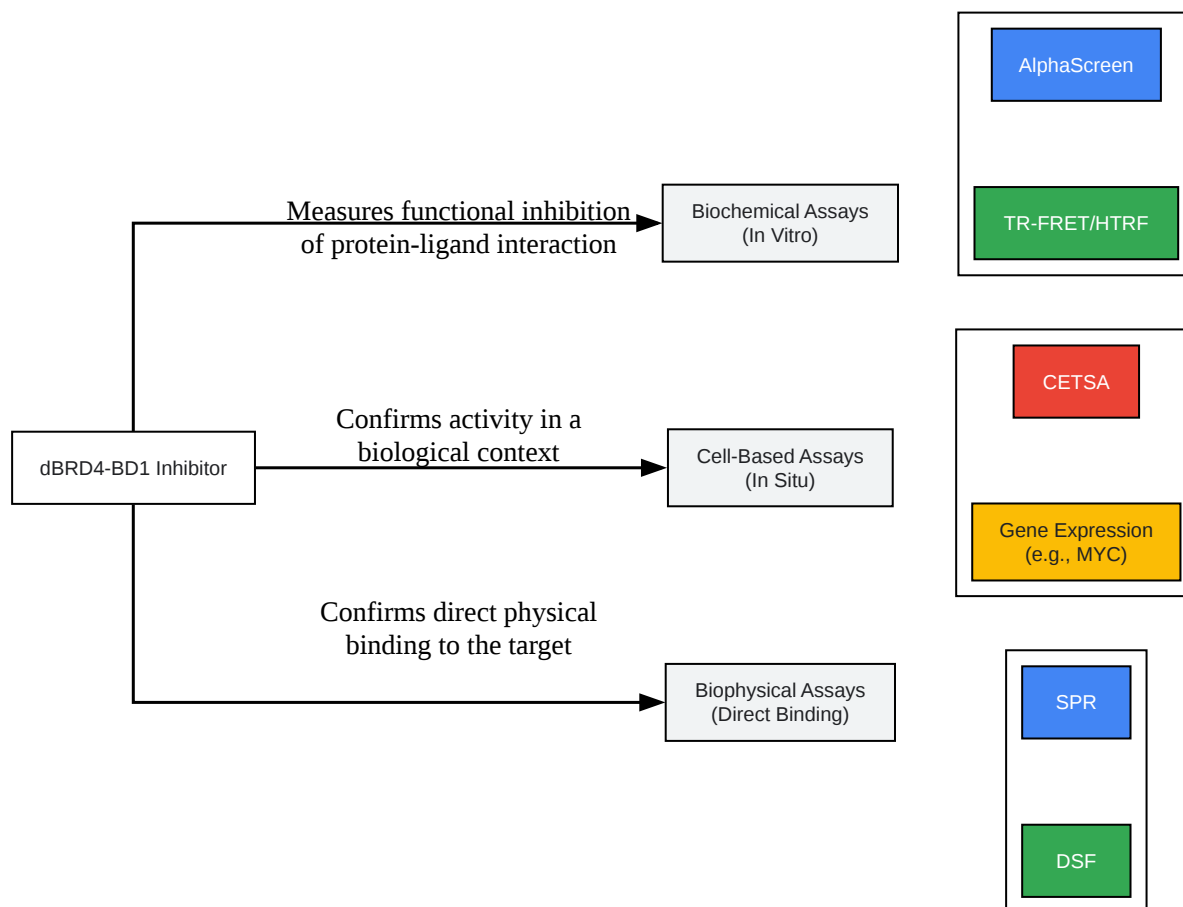 AlphaScreen
Measures functional inhibition
of protein-ligand interaction
Biochemical Assays
(In Vitro)
TR-FRET/HTRF
CETSA
Confirms activity in a
biological context
dBRD4-BD1 Inhibitor
Cell-Based Assays
(In Situ)
Gene Expression
(e.g., MYC)
Confirms direct physical
binding to the target
Biophysical Assays
(Direct Binding)
SPR
DSF